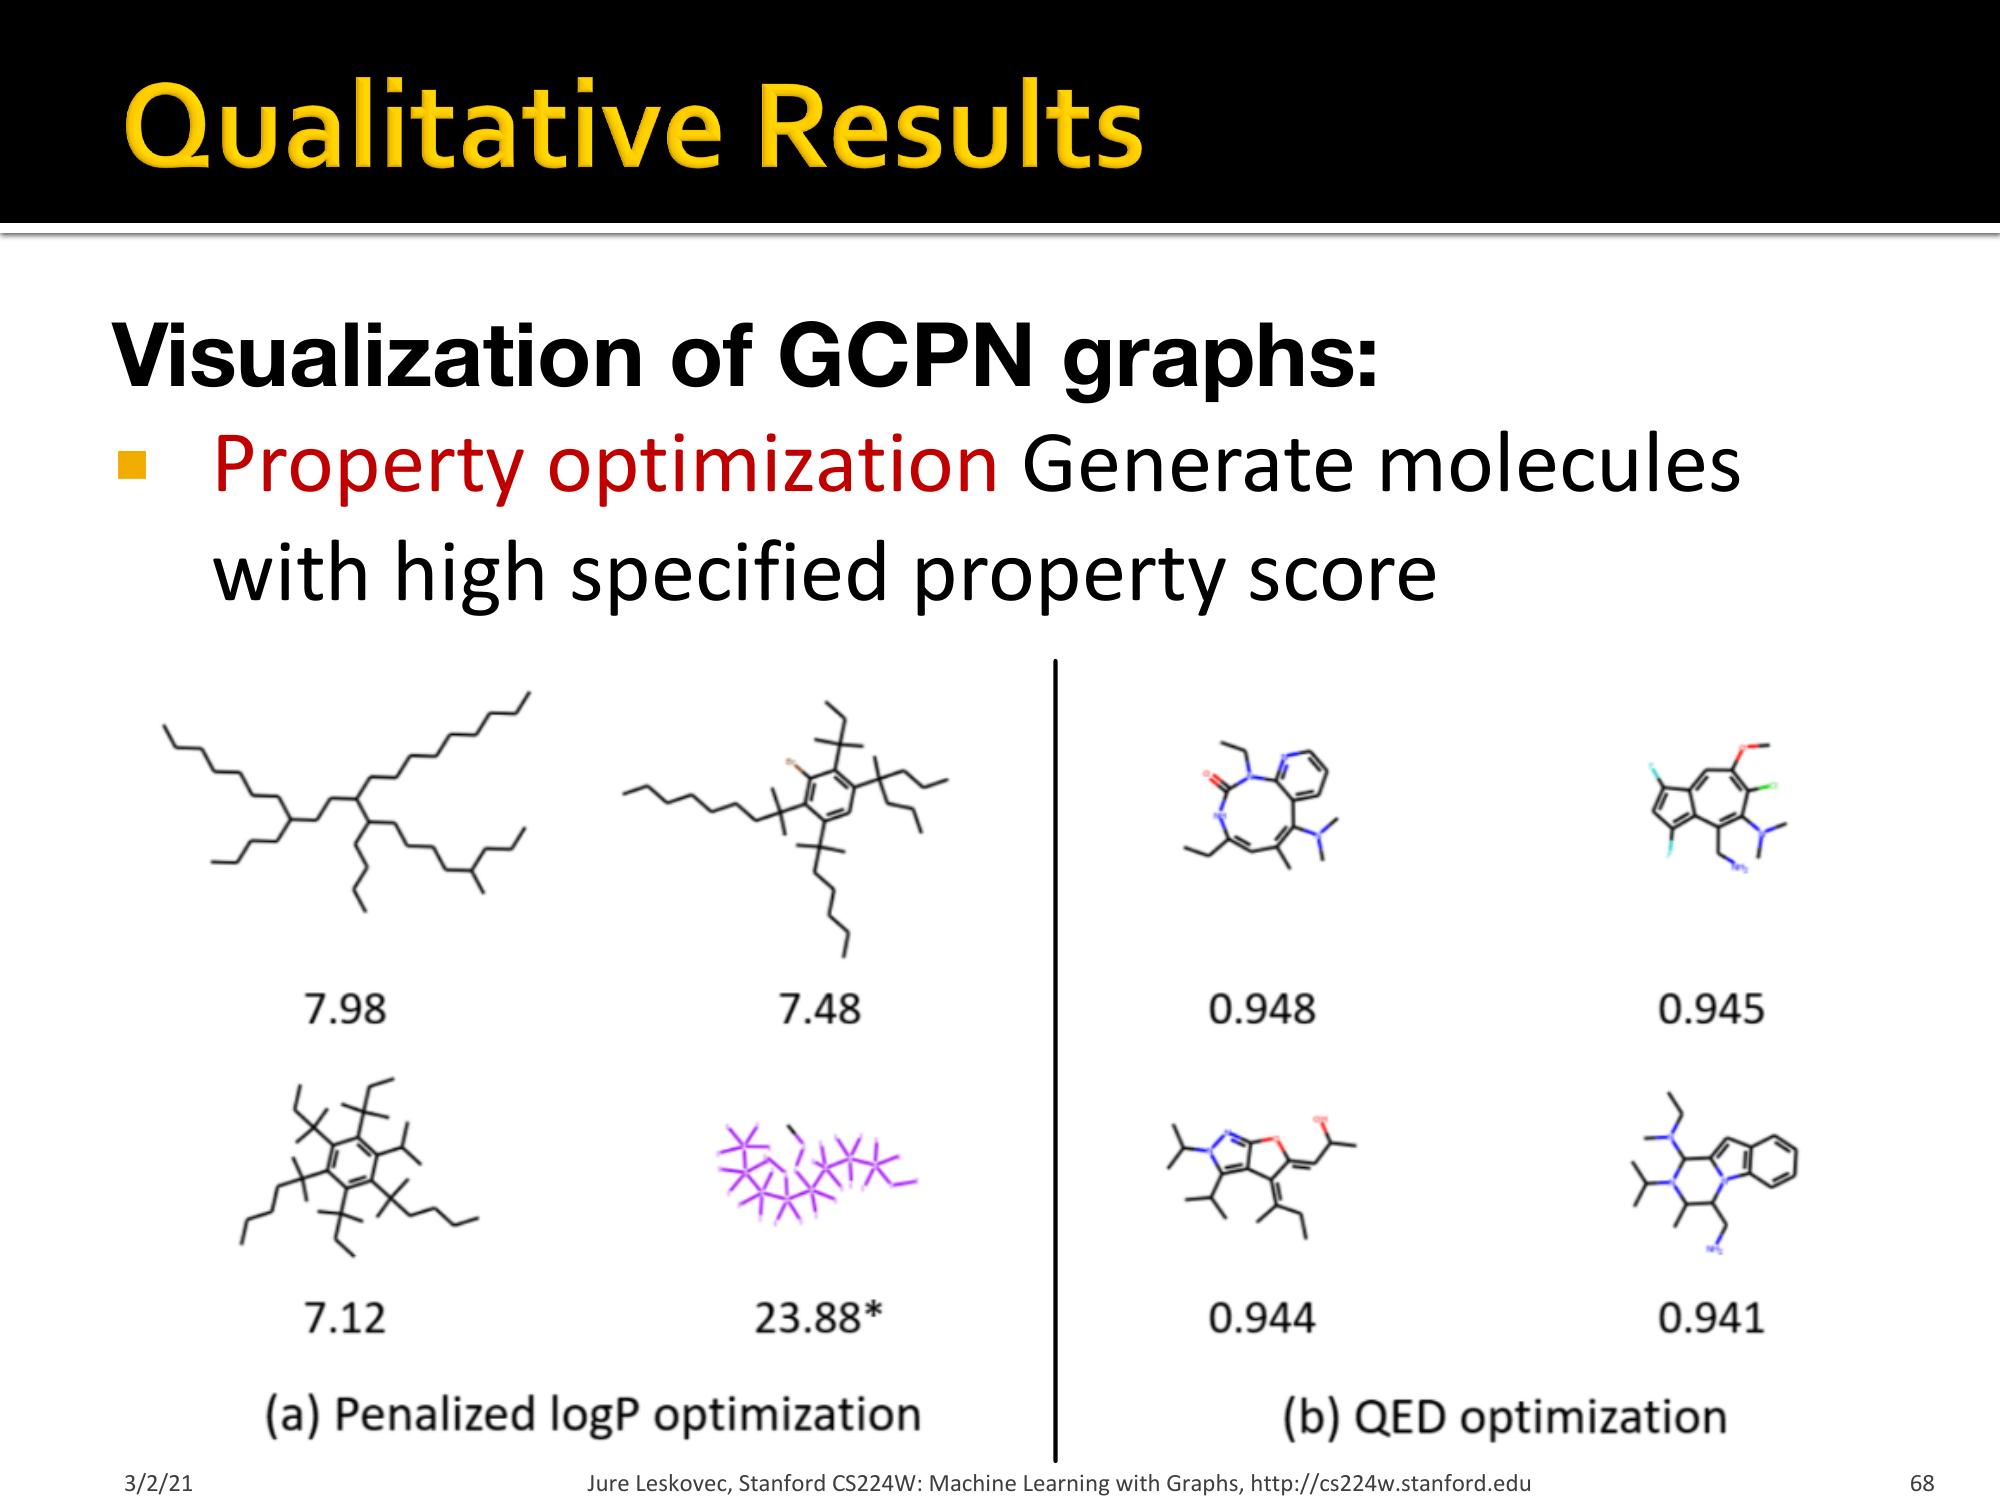 Qualitative Results
Visualization of GCPN graphs:
Property optimization Generate molecules
with high specified property score
7.98
7.48
0.948
0.945
7.12
23.88*
0.944
0.941
(a) Penalized logP optimization
(b) QED optimization
3/2/21
Jure Leskovec, Stanford CS224W: Machine Learning with Graphs, http://cs224w.stanford.edu
68